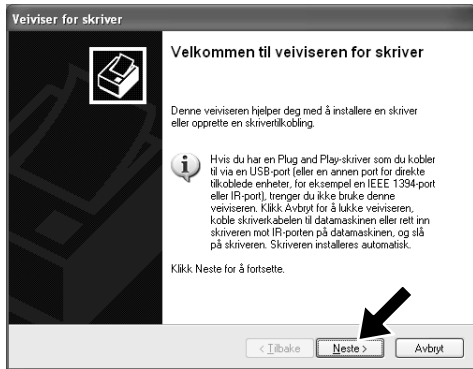 Veiviser for skriver
Velkommen til veiviseren for skriver
Denne veiviseren hjelper deg med å installere en skriver
eller opprette en skrivertilkobling.
Hvis du har en Plug and Play-skriver som du kobler
til via en USB-port (eller en annen port for direkte
tilkoblede enheter, for eksempel en IEEE 1394-port
eller IR-port), trenger du ikke bruke denne
veiviseren. Klikk Avbryt for å lukke veiviseren,
koble skriverkabelen til datamaskinen eller rett inn
skriveren mot IR-porten på datamaskinen, og slå
på skriveren. Skriveren installeres automatisk.
Klikk Neste for å fortsette.
< Tilbake Neste > Avbryt